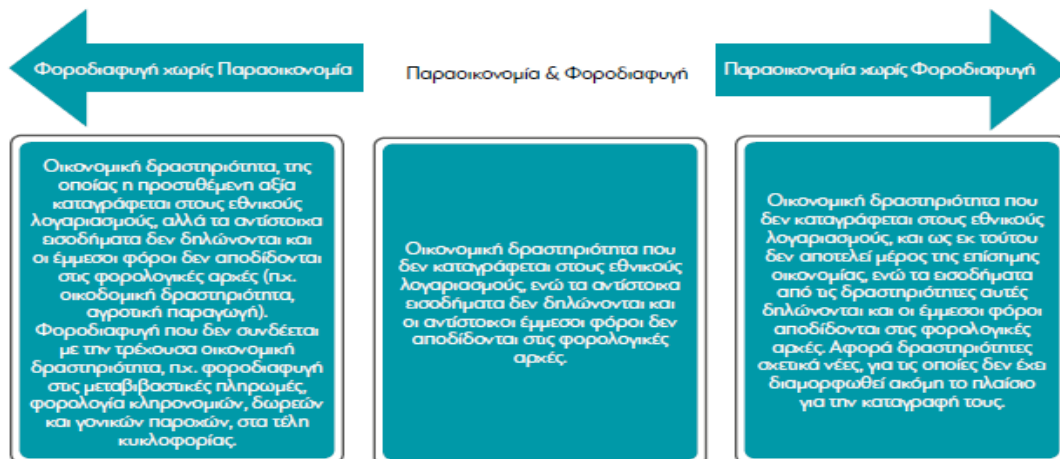 Φοροδιαφυγή χωρίς Παραοικονομία
Παραοικονομία & Φοροδιαφυγή
Παραοικονομία χωρίς Φοροδιαφυγή
Οικονομική δραστηριότητα, της
οποίας η προστιθέμενη αξία
καταγράφεται στους εθνικούς
λογαριασμούς, αλλά τα αντίστοιχα
εισοδήματα δεν δηλώνονται και
οι έμμεσοι φόροι δεν αποδίδονται
στις φορολογικές αρχές (π.χ.
οικοδομική δραστηριότητα,
αγροτική παραγωγή).
Φοροδιαφυγή που δεν συνδέεται
με την τρέχουσα οικονομική
δραστηριότητα, π.χ. φοροδιαφυγή
στις μεταβιβαστικές πληρωμές,
φορολογία κληρονομιών, δωρεών
και γονικών παροχών, στα τέλη
κυκλοφορίας.
Οικονομική δραστηριότητα που
δεν καταγράφεται στους εθνικούς
λογαριασμούς, ενώ τα αντίστοιχα
εισοδήματα δεν δηλώνονται και
οι αντίστοικοι έμμεσοι φόροι δεν
αποδίδονται στις φορολογικές
αρχές.
Οικονομική δραστηριότητα που
δεν καταγράφεται στους εθνικούς
λογαριασμούς, και ως εκ τούτου
δεν αποτελεί μέρος της επίσημης
οικονομίας, ενώ τα εισοδήματα
από τις δραστηριότητες αυτές
δηλώνονται και οι έμμεσοι φόροι
αποδίδονται στις φορολογικές
αρχές. Αφορά δραστηριότητες
σχετικά νέες, για τις οποίες δεν έχει
διαμορφωθεί ακόμη το πλαίσιο
για την καταγραφή τους.